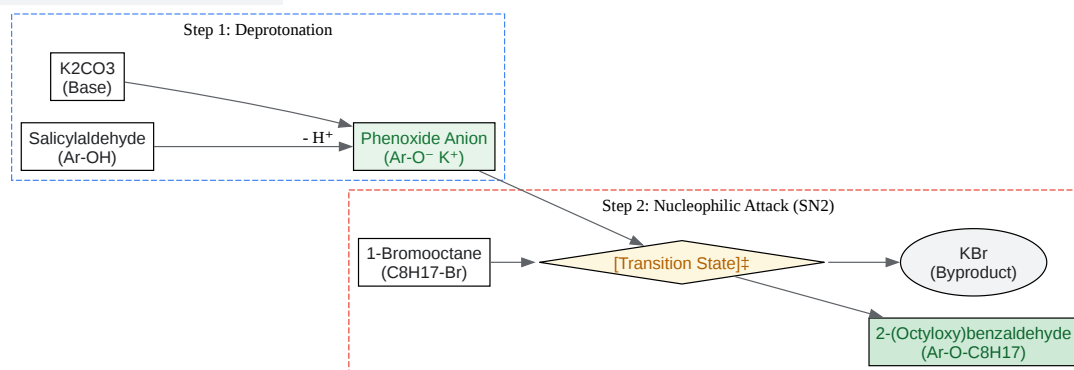 Step 1: Deprotonation
K2CO3
(Base)
Salicylaldehyde
(Ar-OH)
- H⁺
Phenoxide Anion
(Ar-O⁻ K⁺)
Step 2: Nucleophilic Attack (SN2)
1-Bromooctane
(C8H17-Br)
[Transition State]‡
KBr
(Byproduct)
2-(Octyloxy)benzaldehyde
(Ar-O-C8H17)